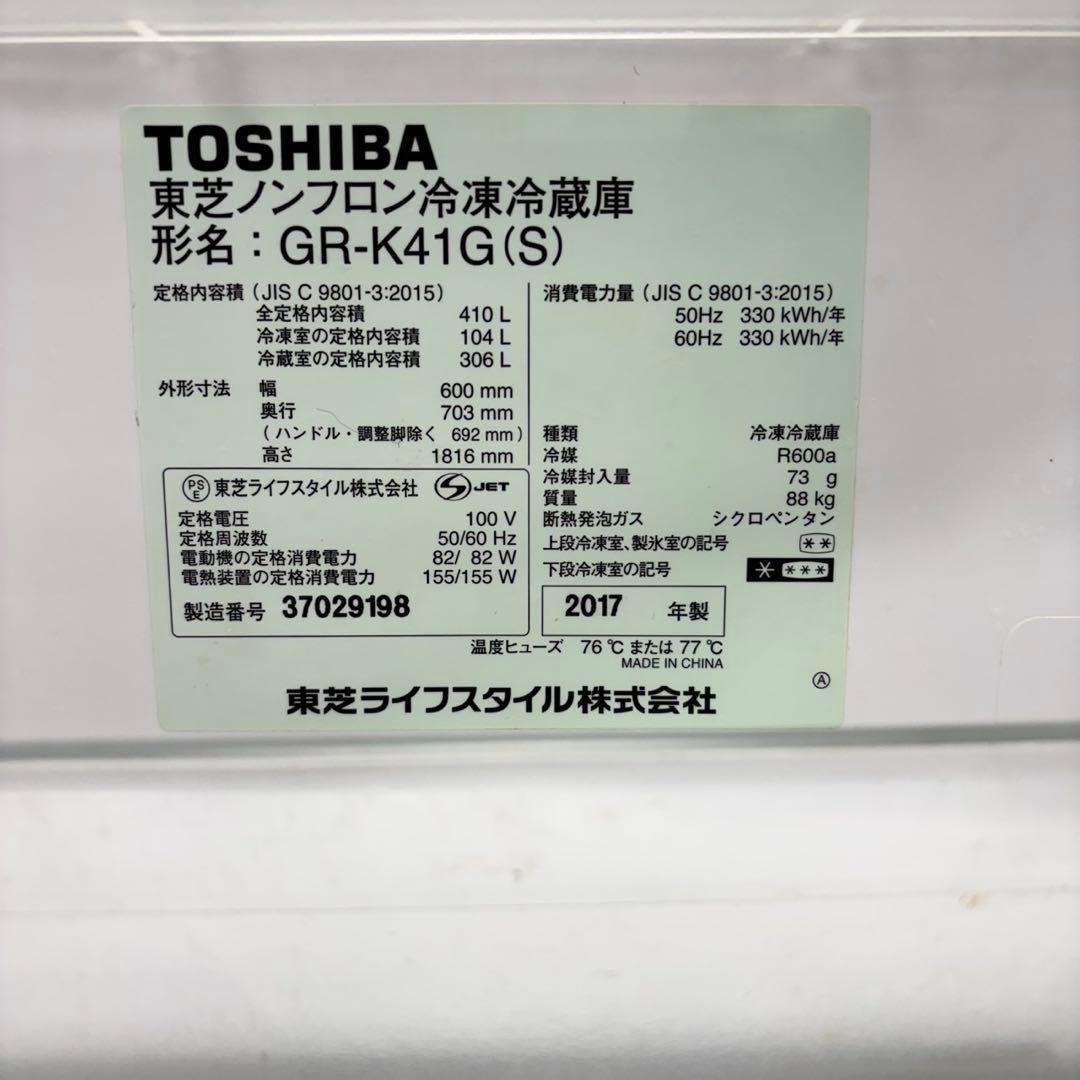 TOSHIBA
東芝ノンフロン冷凍冷蔵庫
形名：GR-K41G(S)
定格内容積（JIS C 9801-3:2015）
全定格内容積 410 L
冷凍室の定格内容積 104 L
冷蔵室の定格内容積 306 L
外形寸法 幅 600 mm
奥行 703 mm
（ハンドル・調整脚除く 692 mm）
高さ 1816 mm
PSE 東芝ライフスタイル株式会社 S JET
定格電圧 100 V
定格周波数 50/60 Hz
電動機の定格消費電力 82/ 82 W
電熱装置の定格消費電力 155/155 W
製造番号 37029198
消費電力量（JIS C 9801-3:2015）
50Hz 330 kWh/年
60Hz 330 kWh/年
種類 冷凍冷蔵庫
冷媒 R600a
冷媒封入量 73 g
質量 88 kg
断熱発泡ガス シクロペンタン
上段冷凍室、製氷室の記号 **
下段冷凍室の記号 * ***
2017 年製
温度ヒューズ 76 ℃ または 77 ℃
MADE IN CHINA
Ⓐ
東芝ライフスタイル株式会社